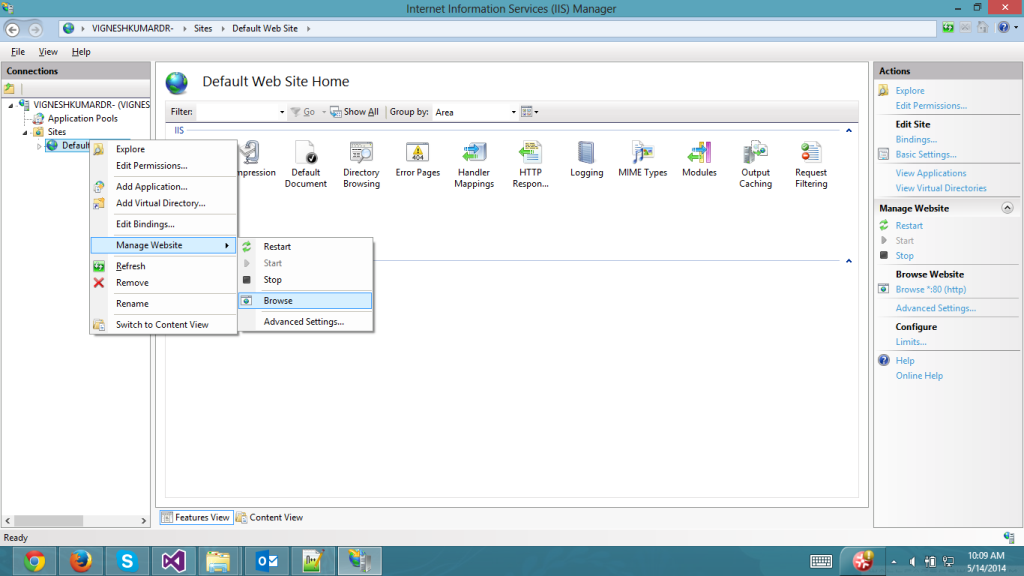 Internet Information Services (IIS) Manager
VIGNESHKUMARDR- Sites Default Web Site
File View Help
Connections
VIGNESHKUMARDR- (VIGNES
Application Pools
Sites
Default
Explore
Edit Permissions...
Add Application...
Add Virtual Directory...
Edit Bindings...
Manage Website
Refresh
Remove
Rename
Switch to Content View
Restart
Start
Stop
Browse
Advanced Settings...
Default Web Site Home
Filter: Go Show All Group by: Area
IIS
mpression
Default Document
Directory Browsing
404
Error Pages
Handler Mappings
HTTP Respon...
Logging
MIME Types
Modules
Output Caching
Request Filtering
Features View Content View
Actions
Explore
Edit Permissions...
Edit Site
Bindings...
Basic Settings...
View Applications
View Virtual Directories
Manage Website
Restart
Start
Stop
Browse Website
Browse *:80 (http)
Advanced Settings...
Configure
Limits...
Help
Online Help
Ready
10:09 AM
5/14/2014